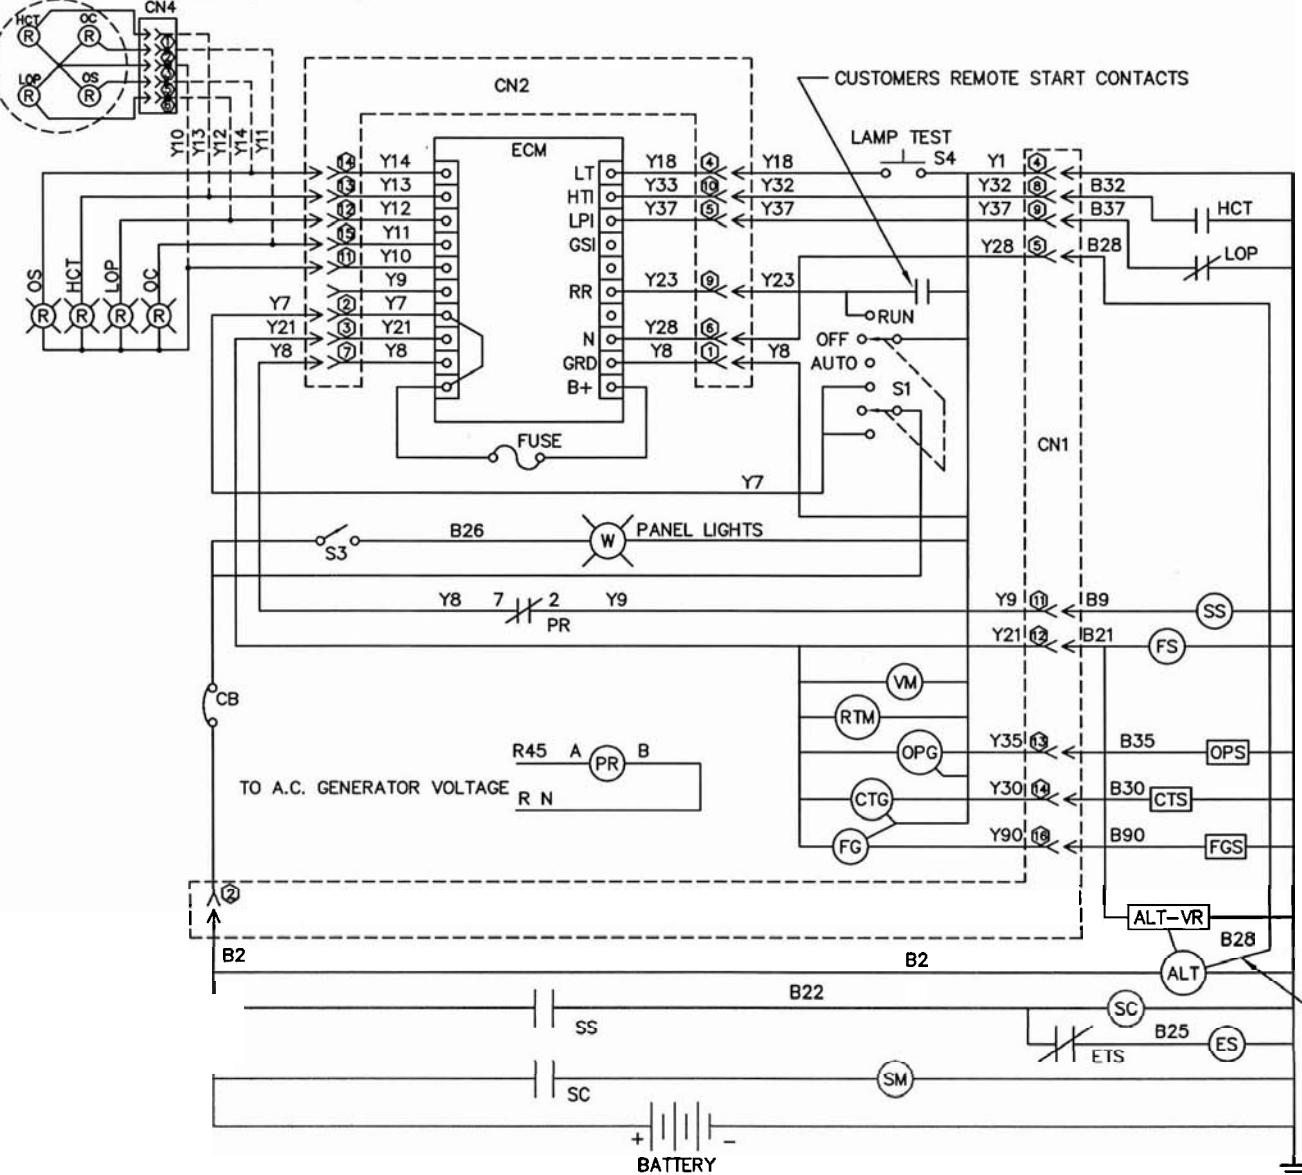 CN4
HCT OC
R R
LOP OS
R R
1
2
3
4
5
6
CN2
CUSTOMERS REMOTE START CONTACTS
Y10 Y13 Y12 Y14 Y11
ECM
LAMP TEST
S4
14 Y14 LT Y18 4 Y18 Y1 4
13 Y13 HTI Y33 10 Y32 Y32 8 B32
12 Y12 LPI Y37 5 Y37 Y37 9 B37 HCT
15 Y11 GSI Y28 5 B28
11 Y10 LOP
OS HCT LOP OC
Y9 RR Y23 9 Y23
R R R R
Y7 2 Y7 RUN
Y21 3 Y21 N Y28 6 OFF
Y8 7 Y8 GRD Y8 1 Y8 AUTO
B+ S1
FUSE
CN1
Y7
B26 W PANEL LIGHTS
S3
Y8 7 2 Y9 Y9 11 B9 SS
PR
Y21 12 B21 FS
CB
VM
RTM
R45 A PR B OPG Y35 13 B35 OPS
TO A.C. GENERATOR VOLTAGE
R N CTG Y30 14 B30 CTS
FG Y90 16 B90 FGS
2
ALT-VR
B2 B2 B28
ALT
B22
SS SC
ETS B25 ES
SC SM
+ -
BATTERY